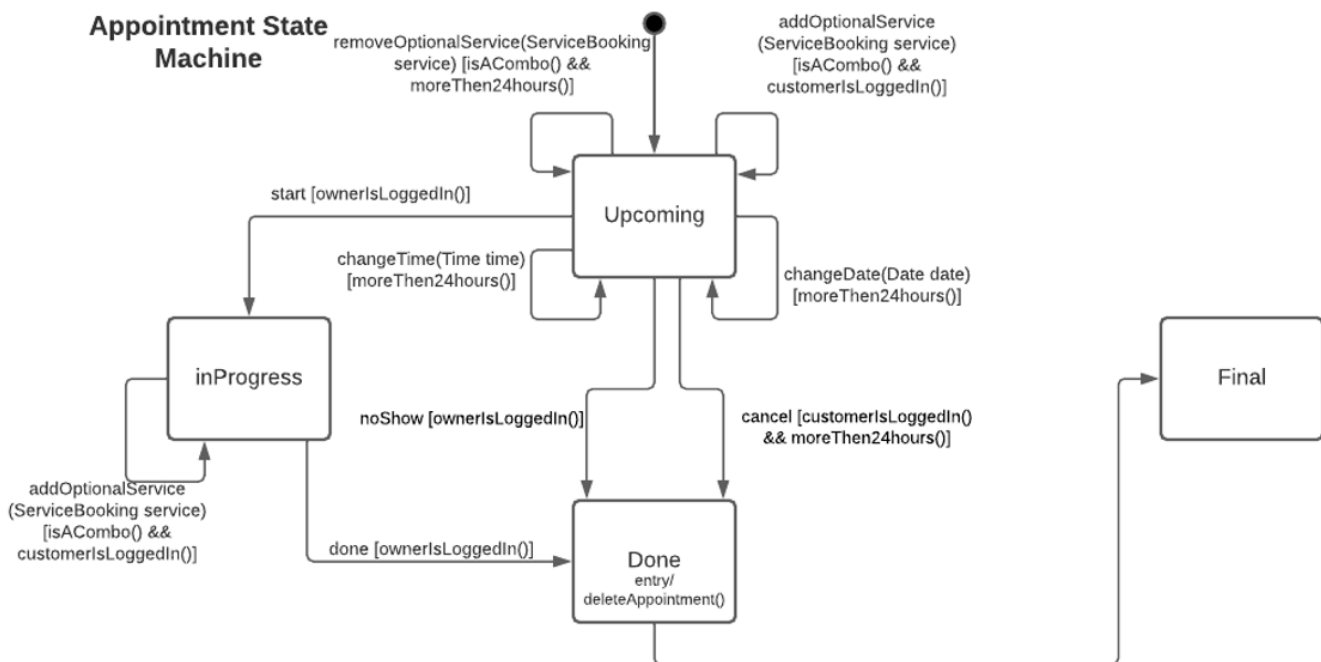 Appointment State
Machine
removeOptionalService(ServiceBooking
service) [isACombo() &&
moreThen24hours()]
addOptionalService
(ServiceBooking service)
[isACombo() &&
customerIsLoggedIn()]
start [ownerIsLoggedIn()]
Upcoming
changeTime(Time time)
[moreThen24hours()]
changeDate(Date date)
[moreThen24hours()]
inProgress
Final
noShow [ownerIsLoggedIn()]
cancel [customerIsLoggedIn()
&& moreThen24hours()]
addOptionalService
(ServiceBooking service)
[isACombo() &&
customerIsLoggedIn()]
done [ownerIsLoggedIn()]
Done
entry/
deleteAppointment()